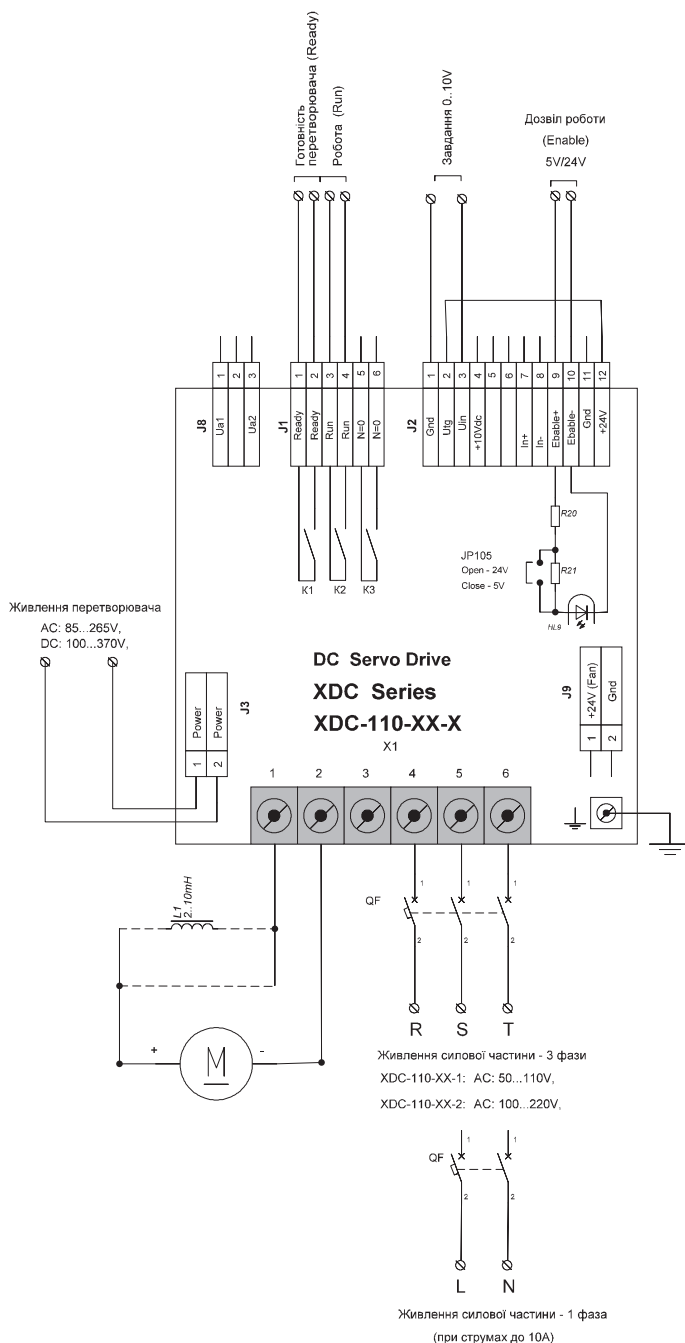 Готовність
перетворювача (Ready)
Робота (Run)
Завдання 0..10V
Дозвіл роботи
(Enable)
5V/24V
J8
1
2
3
Ua1
Ua2
J1
1
2
3
4
5
6
Ready
Ready
Run
Run
N=0
N=0
J2
1
2
3
4
5
6
7
8
9
10
11
12
Gnd
Utg
Uin
+10Vdc
In+
In-
Ebable+
Ebable-
Gnd
+24V
K1
K2
K3
R20
JP105
Open - 24V
Close - 5V
R21
HL9
Живлення перетворювача
AC: 85...265V,
DC: 100...370V,
J3
Power
Power
1
2
DC Servo Drive
XDC Series
XDC-110-XX-X
X1
J9
+24V (Fan)
Gnd
1
2
1
2
3
4
5
6
L1
2..10mH
+
M
-
QF
1
1
1
2
2
2
R
S
T
Живлення силової частини - 3 фази
XDC-110-XX-1: AC: 50...110V,
XDC-110-XX-2: AC: 100...220V,
QF
1
1
2
2
L
N
Живлення силової частини - 1 фаза
(при струмах до 10А)